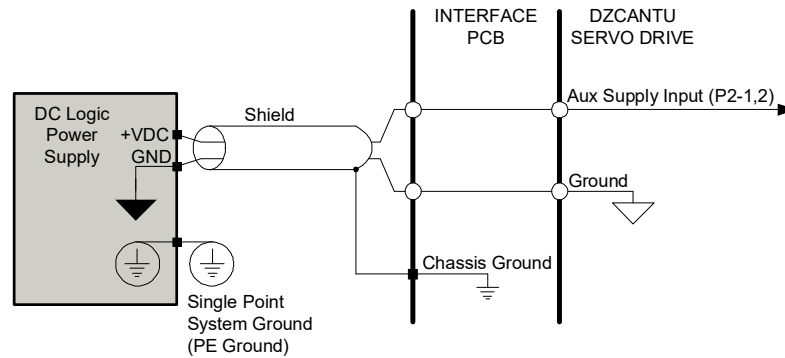 INTERFACE
PCB
DZCANTU
SERVO DRIVE
DC Logic
Power
Supply
+VDC
GND
Shield
Aux Supply Input (P2-1,2)
Ground
Chassis Ground
Single Point
System Ground
(PE Ground)